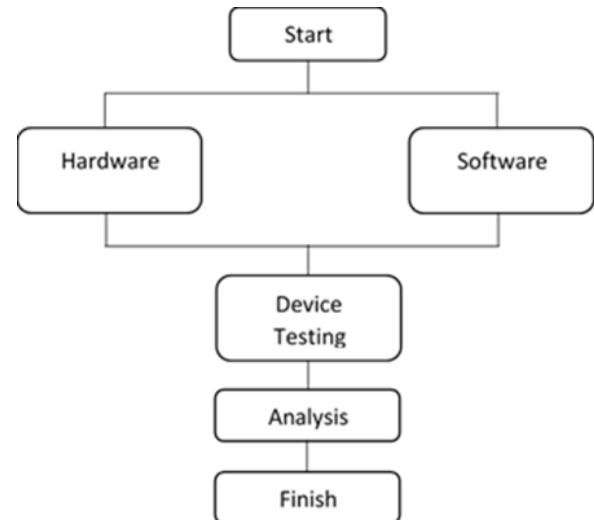 Start
Hardware
Software
Device
Testing
Analysis
Finish